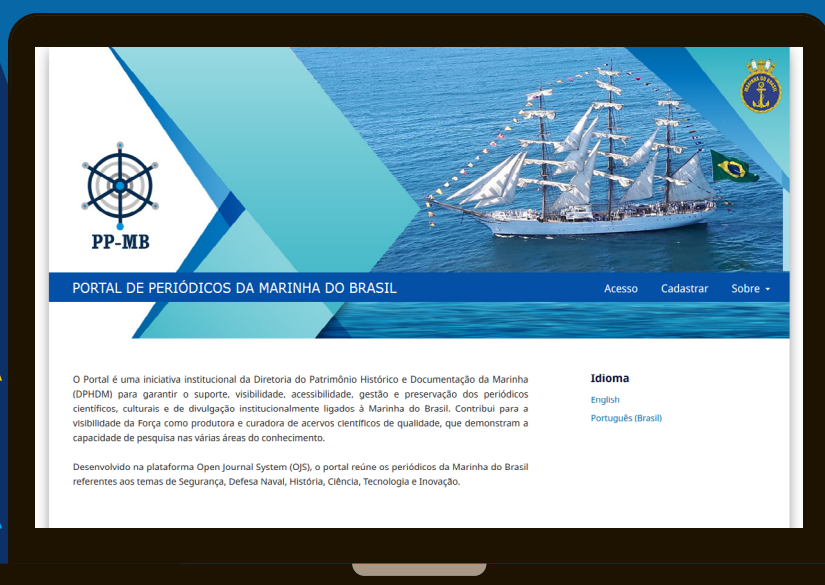 MARINHA DO BRASIL
PP-MB
PORTAL DE PERIÓDICOS DA MARINHA DO BRASIL
Acesso
Cadastrar
Sobre
O Portal é uma iniciativa institucional da Diretoria do Patrimônio Histórico e Documentação da Marinha
(DPHDM) para garantir o suporte, visibilidade, acessibilidade, gestão e preservação dos periódicos
científicos, culturais e de divulgação institucionalmente ligados à Marinha do Brasil. Contribui para a
visibilidade da Força como produtora e curadora de acervos científicos de qualidade, que demonstram a
capacidade de pesquisa nas várias áreas do conhecimento.
Desenvolvido na plataforma Open Journal System (OJS), o portal reúne os periódicos da Marinha do Brasil
referentes aos temas de Segurança, Defesa Naval, História, Ciência, Tecnologia e Inovação.
Idioma
English
Português (Brasil)